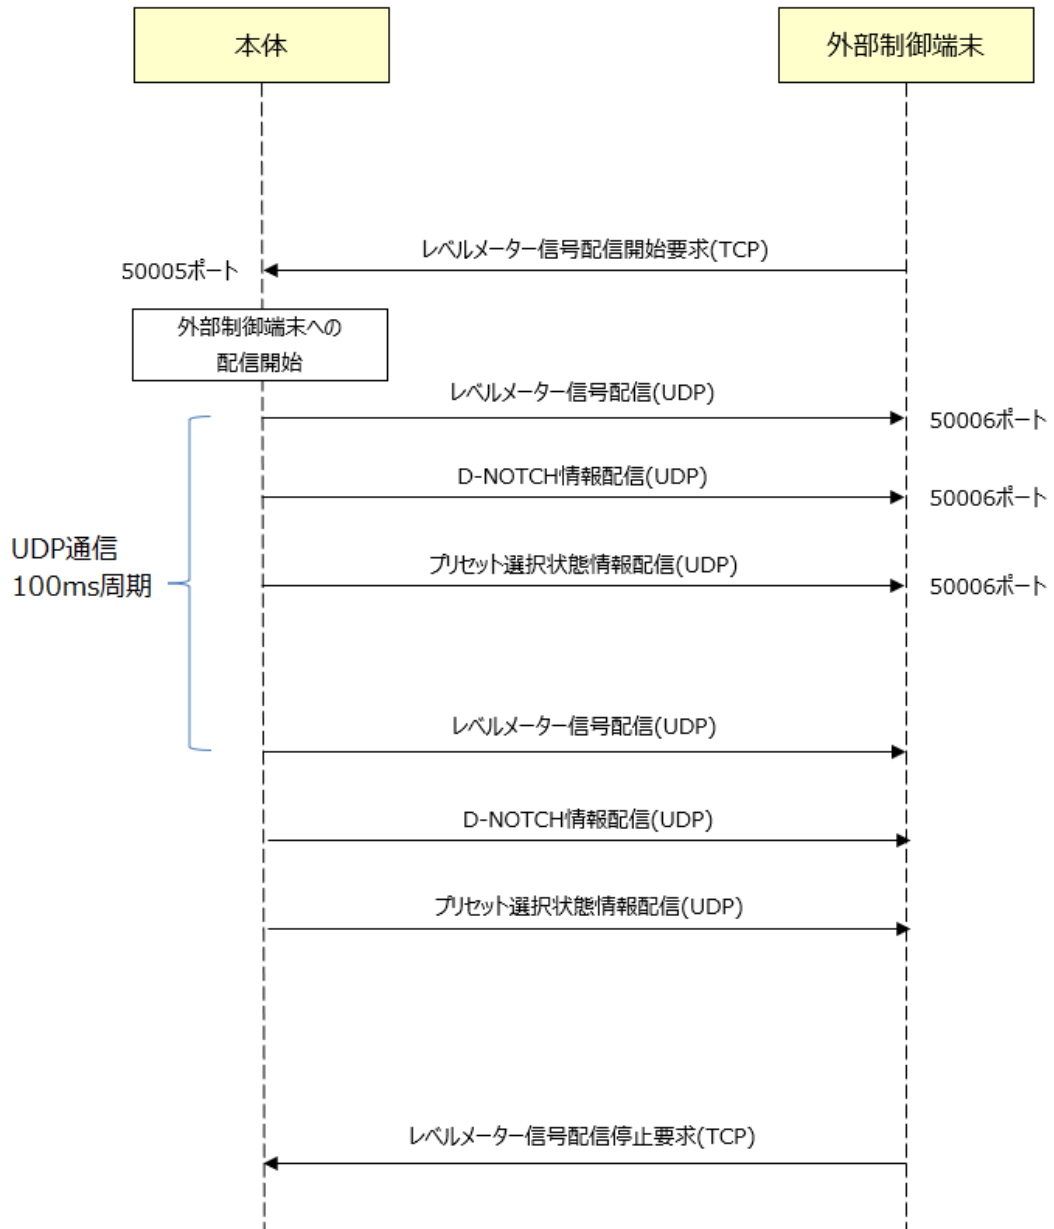 本体
外部制御端末
レベルメーター信号配信開始要求(TCP)
50005ポート
外部制御端末への
配信開始
レベルメーター信号配信(UDP)
50006ポート
D-NOTCH情報配信(UDP)
50006ポート
UDP通信
100ms周期
プリセット選択状態情報配信(UDP)
50006ポート
レベルメーター信号配信(UDP)
D-NOTCH情報配信(UDP)
プリセット選択状態情報配信(UDP)
レベルメーター信号配信停止要求(TCP)